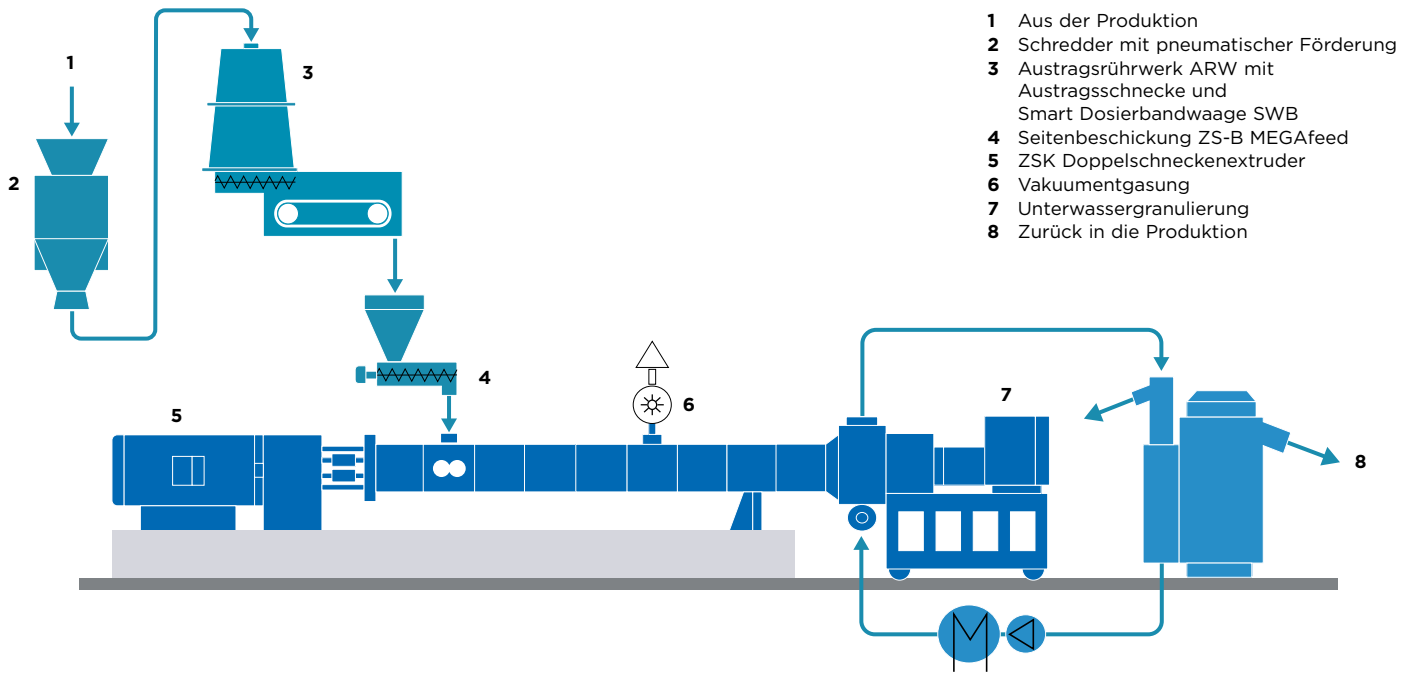 1 Aus der Produktion
2 Schredder mit pneumatischer Förderung
3 Austragsrührwerk ARW mit
Austragsschnecke und
Smart Dosierbandwaage SWB
4 Seitenbeschickung ZS-B MEGAfeed
5 ZSK Doppelschneckenextruder
6 Vakuumentgasung
7 Unterwassergranulierung
8 Zurück in die Produktion
1
2
3
4
5
6
7
8